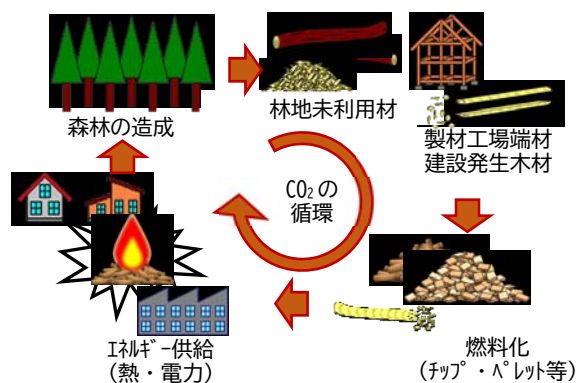 森林の造成
林地未利用材
製材工場端材
建設発生木材
CO₂の
循環
燃料化
（ﾁｯﾌﾟ・ﾍﾟﾚｯﾄ等）
ｴﾈﾙｷﾞｰ供給
（熱・電力）